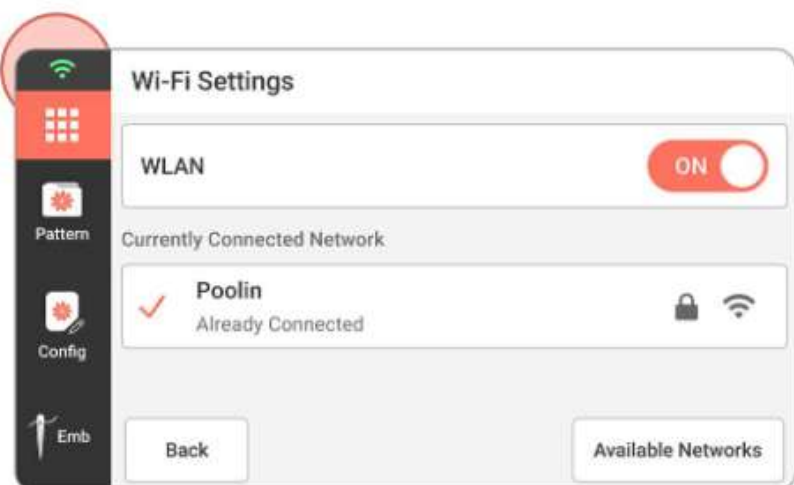 Wi-Fi Settings
WLAN
ON
Pattern
Currently Connected Network
Poolin
Already Connected
Config
Emb
Back
Available Networks